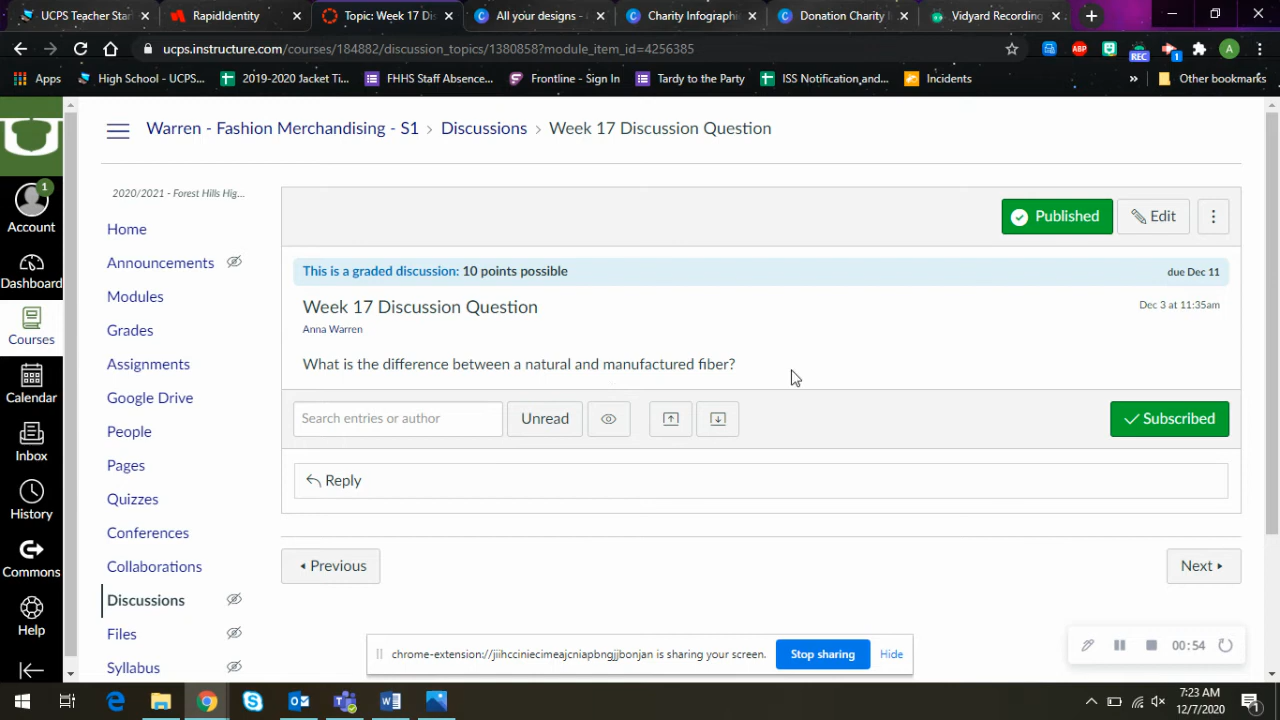 UCPS Teacher Star
RapidIdentity
Topic: Week 17 Dis
All your designs - C
Charity Infographi
Donation Charity I
Vidyard Recording
ucps.instructure.com/courses/184882/discussion_topics/1380858?module_item_id=4256385
ABP
REC
1
A
Apps
High School - UCPS...
2019-2020 Jacket Ti...
FHHS Staff Absence...
Frontline - Sign In
Tardy to the Party
ISS Notification,and...
Incidents
»
Other bookmarks
Warren - Fashion Merchandising - S1 › Discussions › Week 17 Discussion Question
1
Account
Dashboard
Courses
Calendar
Inbox
History
Commons
Help
2020/2021 - Forest Hills Hig...
Home
Announcements
Modules
Grades
Assignments
Google Drive
People
Pages
Quizzes
Conferences
Collaborations
Discussions
Files
Syllabus
Published
Edit
This is a graded discussion: 10 points possible
due Dec 11
Week 17 Discussion Question
Dec 3 at 11:35am
Anna Warren
What is the difference between a natural and manufactured fiber?
Search entries or author
Unread
Subscribed
Reply
Previous
Next
chrome-extension://jiihcciniecimeajcniapbngjjbonjan is sharing your screen.
Stop sharing
Hide
00:54
7:23 AM
12/7/2020
1